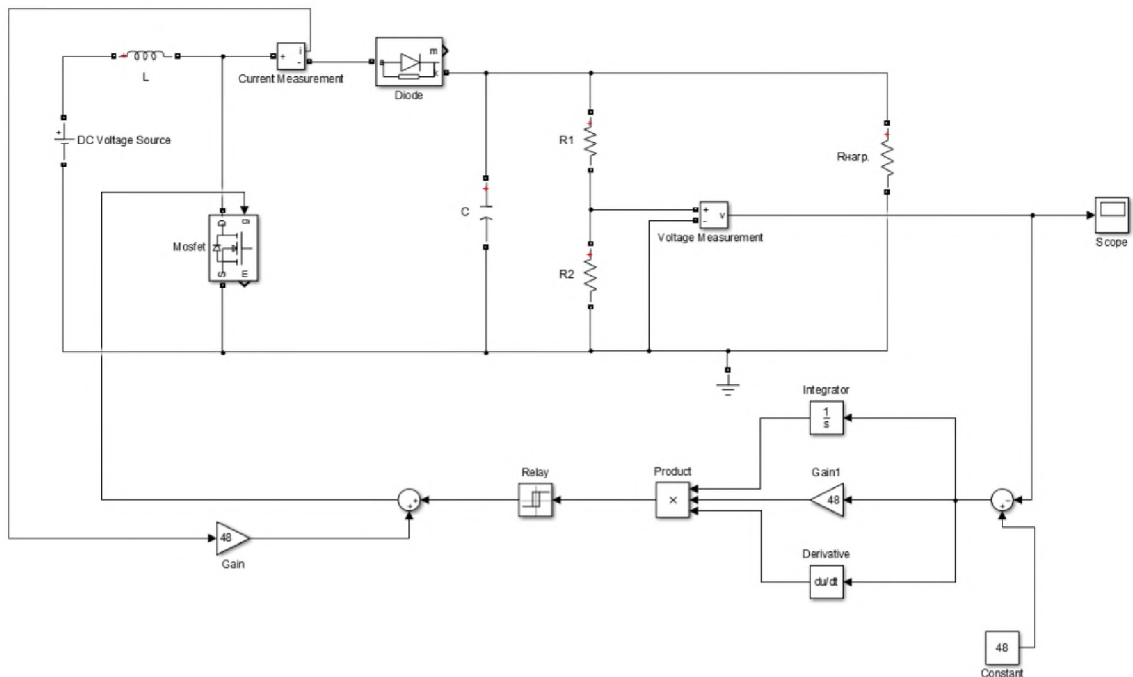 i
+
-
Current Measurement
m
Diode
L
+
DC Voltage Source
R1
Rнагр.
C
D
g
S
m
Mosfet
+
-
v
Voltage Measurement
Scope
R2
Integrator
1
s
Relay
Product
×
Gain1
48
Derivative
du/dt
48
Gain
48
Constant